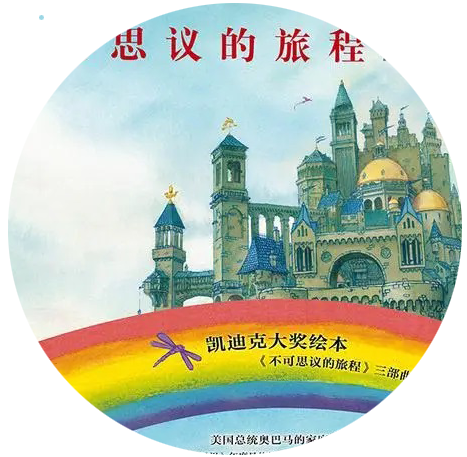 思议的旅程
凯迪克大奖绘本
《不可思议的旅程》三部曲
美国总统奥巴马的家